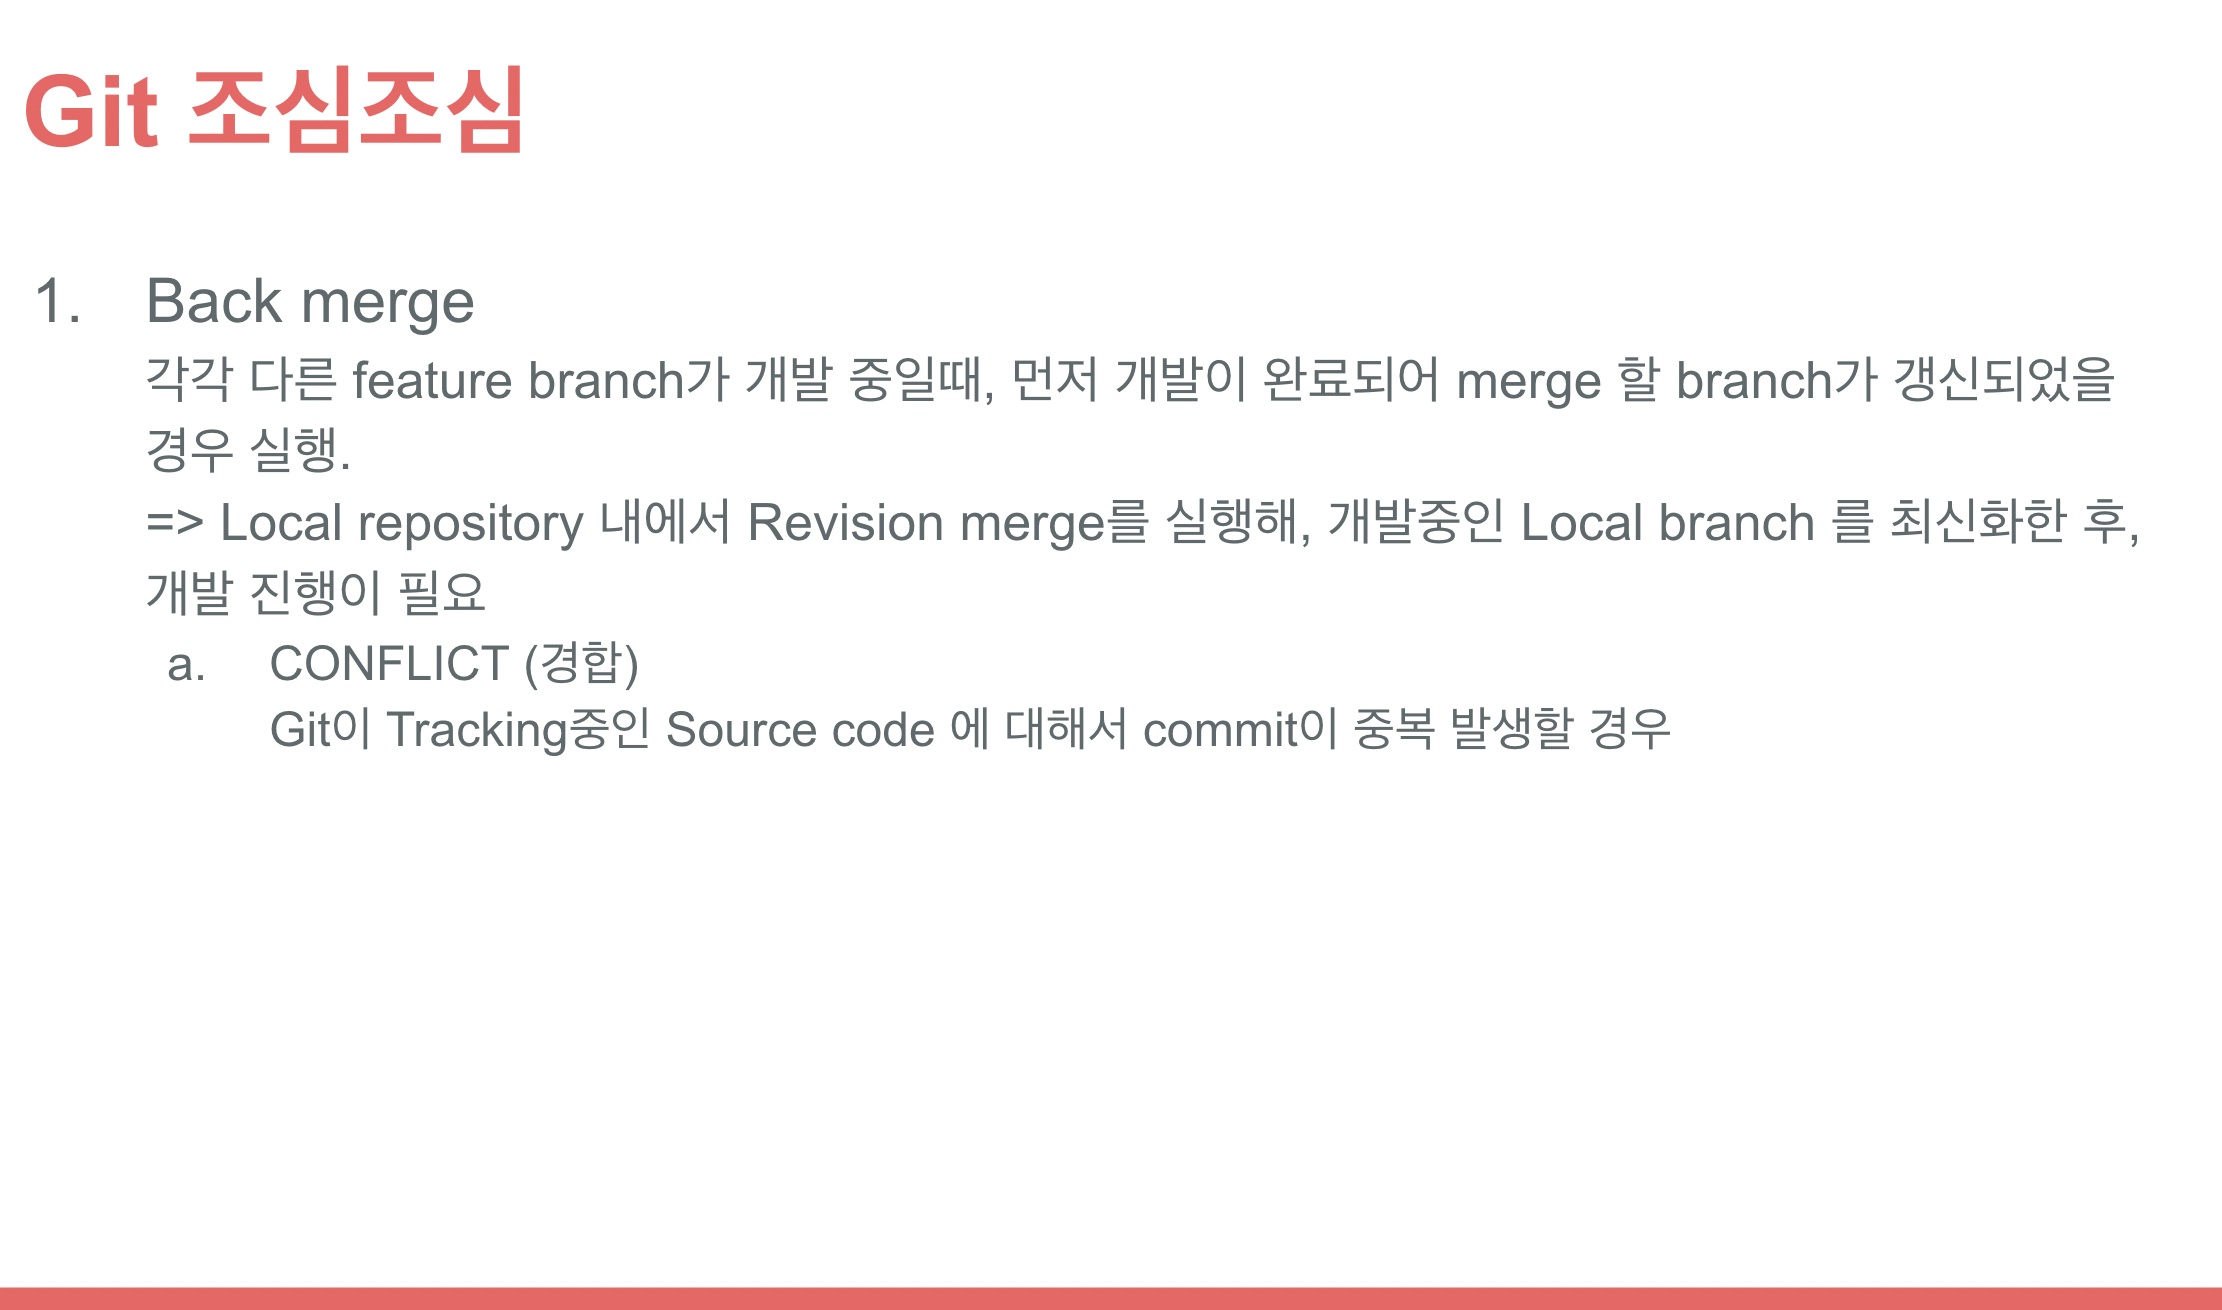 Git 조심조심
1. Back merge
각각 다른 feature branch가 개발 중일때, 먼저 개발이 완료되어 merge 할 branch가 갱신되었을
경우 실행.
=> Local repository 내에서 Revision merge를 실행해, 개발중인 Local branch 를 최신화한 후,
개발 진행이 필요
a. CONFLICT (경합)
Git이 Tracking중인 Source code 에 대해서 commit이 중복 발생할 경우